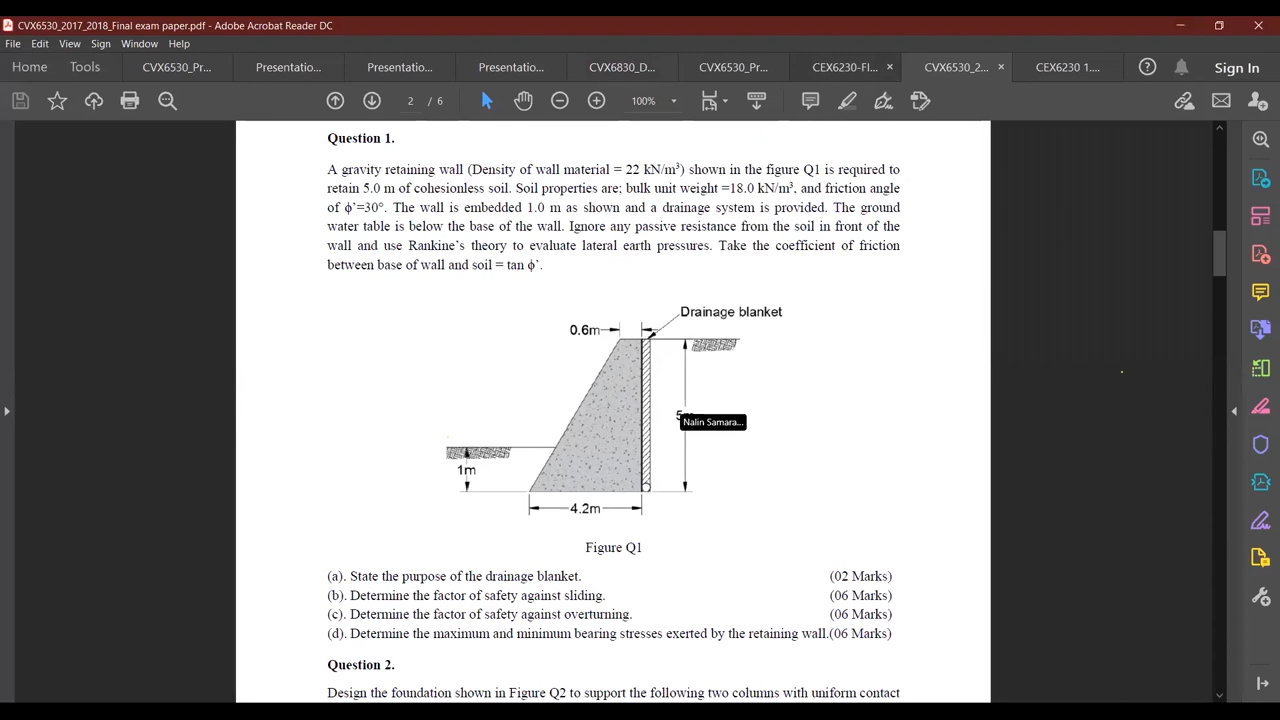 CVX6530_2017_2018_Final exam paper.pdf - Adobe Acrobat Reader DC
File Edit View Sign Window Help
Home Tools CVX6530_Pr... Presentatio... Presentatio... Presentatio... CVX6830_D... CVX6530_Pr... CEX6230-FI... × CVX6530_2... × CEX6230 1.... Sign In
2 / 6 100%
Question 1.
A gravity retaining wall (Density of wall material = 22 kN/m³) shown in the figure Q1 is required to
retain 5.0 m of cohesionless soil. Soil properties are; bulk unit weight =18.0 kN/m³, and friction angle
of ϕ’=30°. The wall is embedded 1.0 m as shown and a drainage system is provided. The ground
water table is below the base of the wall. Ignore any passive resistance from the soil in front of the
wall and use Rankine’s theory to evaluate lateral earth pressures. Take the coefficient of friction
between base of wall and soil = tan ϕ’.
Drainage blanket
0.6m
Nalin Samara...
1m
4.2m
Figure Q1
(a). State the purpose of the drainage blanket. (02 Marks)
(b). Determine the factor of safety against sliding. (06 Marks)
(c). Determine the factor of safety against overturning. (06 Marks)
(d). Determine the maximum and minimum bearing stresses exerted by the retaining wall.(06 Marks)
Question 2.
Design the foundation shown in Figure Q2 to support the following two columns with uniform contact